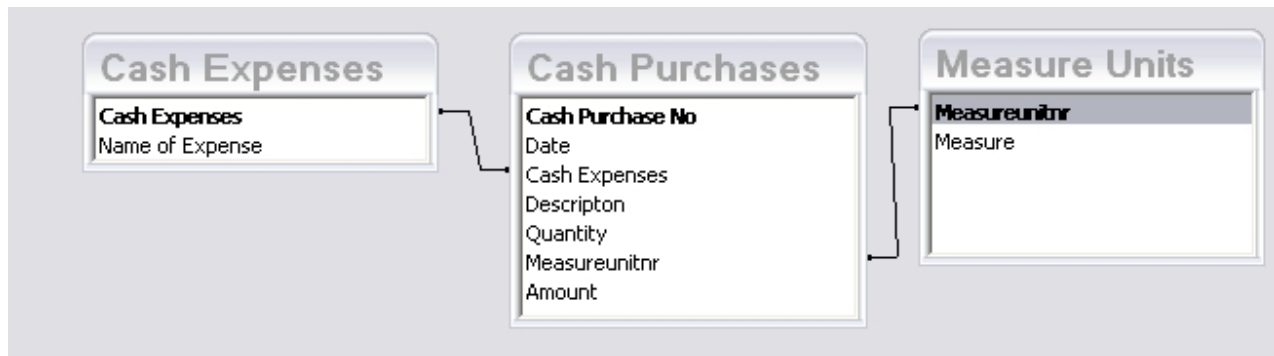 Cash Expenses
Cash Expenses
Name of Expense
Cash Purchases
Cash Purchase No
Date
Cash Expenses
Descripton
Quantity
Measureunitnr
Amount
Measure Units
Measureunitnr
Measure